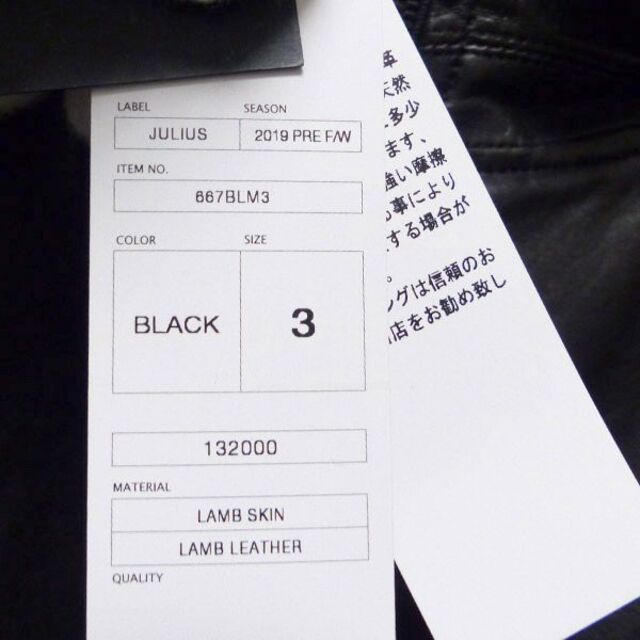 LABEL SEASON
JULIUS 2019 PRE F/W
ITEM NO.
667BLM3
COLOR SIZE
BLACK 3
132000
MATERIAL
LAMB SKIN
LAMB LEATHER
QUALITY
革
天然
多少
ます、
強い摩擦
事により
する場合が
。
ングは信頼のお
店をお勧め致し